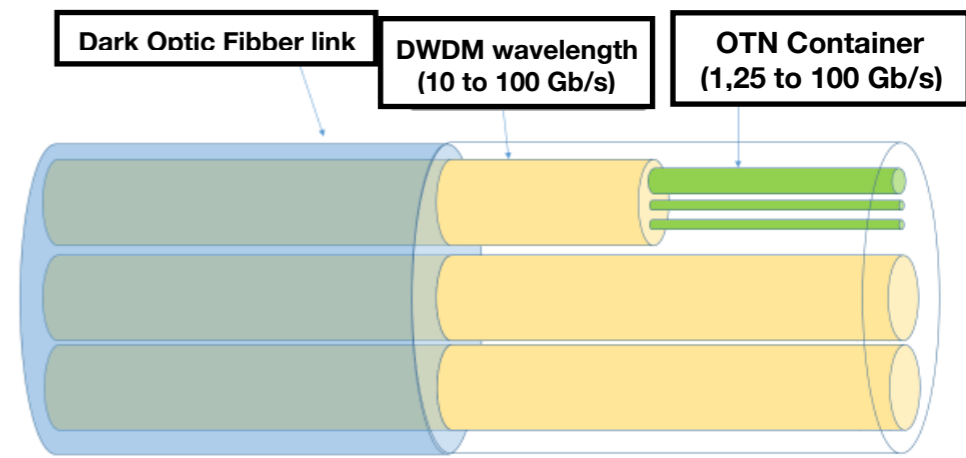 Dark Optic Fibber link
DWDM wavelength
(10 to 100 Gb/s)
OTN Container
(1,25 to 100 Gb/s)